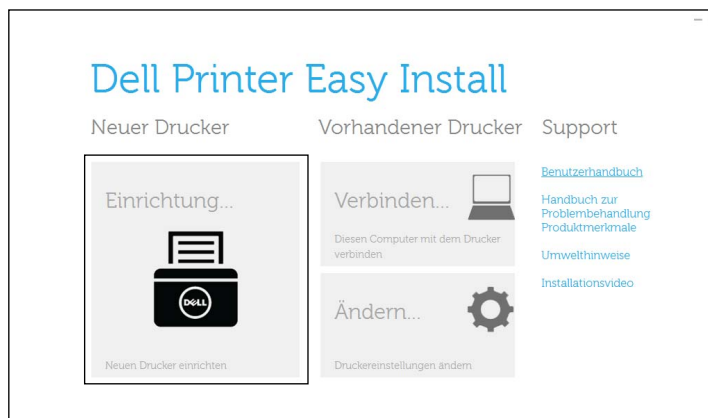 Dell Printer Easy Install
Neuer Drucker
Einrichtung...
DELL
Neuen Drucker einrichten
Vorhandener Drucker
Verbinden...
Diesen Computer mit dem Drucker
verbinden
Ändern...
Druckereinstellungen ändern
Support
Benutzerhandbuch
Handbuch zur
Problembehandlung
Produktmerkmale
Umwelthinweise
Installationsvideo